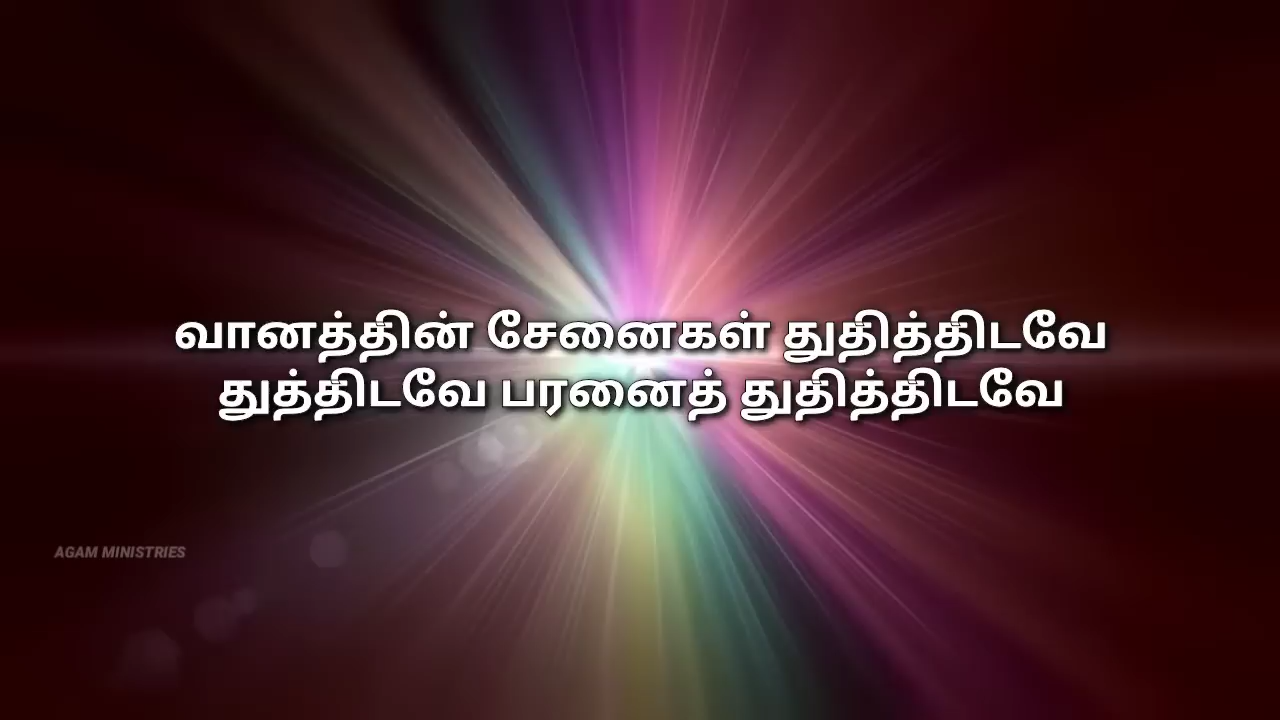 வானத்தின் சேனைகள் துதித்திடவே
துத்திடவே பரனைத் துதித்திடவே
AGAM MINISTRIES